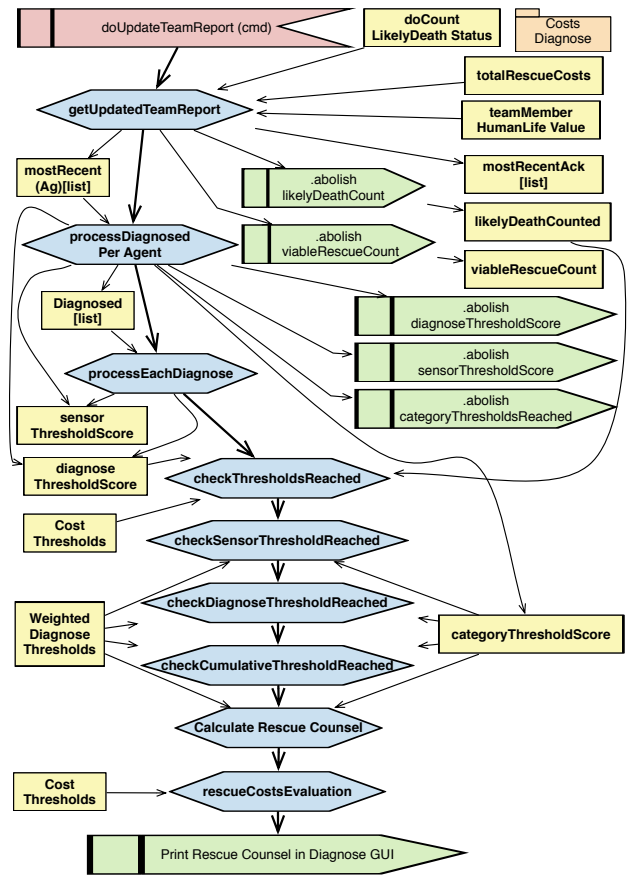 doUpdateTeamReport (cmd)
doCount
LikelyDeath Status
Costs
Diagnose
totalRescueCosts
getUpdatedTeamReport
teamMember
HumanLife Value
mostRecent
(Ag)[list]
.abolish
likelyDeathCount
mostRecentAck
[list]
likelyDeathCounted
processDiagnosed
Per Agent
.abolish
viableRescueCount
viableRescueCount
Diagnosed
[list]
.abolish
diagnoseThresholdScore
processEachDiagnose
.abolish
sensorThresholdScore
.abolish
categoryThresholdsReached
sensor
ThresholdScore
diagnose
ThresholdScore
checkThresholdsReached
Cost
Thresholds
checkSensorThresholdReached
checkDiagnoseThresholdReached
Weighted
Diagnose
Thresholds
categoryThresholdScore
checkCumulativeThresholdReached
Calculate Rescue Counsel
Cost
Thresholds
rescueCostsEvaluation
Print Rescue Counsel in Diagnose GUI